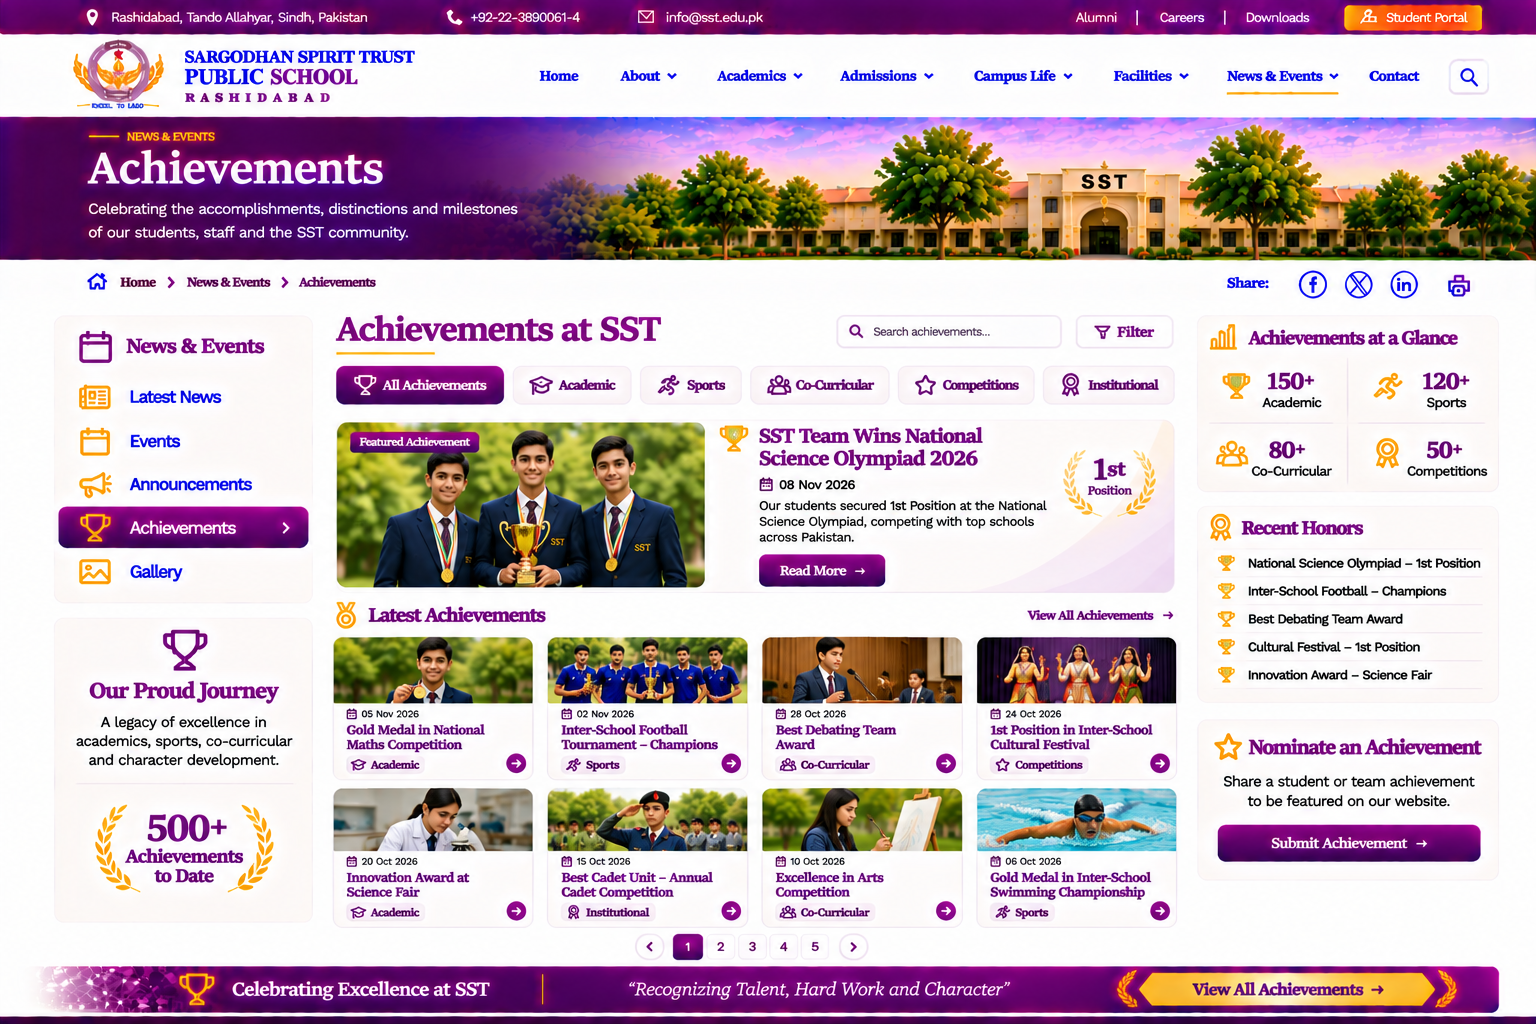 Rashidabad, Tando Allahyar, Sindh, Pakistan
+92-22-3890061-4
info@sst.edu.pk
Alumni
Careers
Downloads
Student Portal
SARGODHAN SPIRIT TRUST
PUBLIC SCHOOL
RASHIDABAD
Home
About
Academics
Admissions
Campus Life
Facilities
News & Events
Contact
NEWS & EVENTS
Achievements
Celebrating the accomplishments, distinctions and milestones
of our students, staff and the SST community.
SST
Home
News & Events
Achievements
Share:
News & Events
Latest News
Events
Announcements
Achievements
Gallery
Our Proud Journey
A legacy of excellence in
academics, sports, co-curricular
and character development.
500+
Achievements
to Date
Achievements at SST
Search achievements...
Filter
All Achievements
Academic
Sports
Co-Curricular
Competitions
Institutional
Featured Achievement
SST
SST
SST
SST Team Wins National
Science Olympiad 2026
08 Nov 2026
Our students secured 1st Position at the National
Science Olympiad, competing with top schools
across Pakistan.
Read More
1st
Position
Latest Achievements
View All Achievements
05 Nov 2026
Gold Medal in National
Maths Competition
Academic
02 Nov 2026
Inter-School Football
Tournament – Champions
Sports
28 Oct 2026
Best Debating Team
Award
Co-Curricular
24 Oct 2026
1st Position in Inter-School
Cultural Festival
Competitions
20 Oct 2026
Innovation Award at
Science Fair
Academic
15 Oct 2026
Best Cadet Unit – Annual
Cadet Competition
Institutional
10 Oct 2026
Excellence in Arts
Competition
Co-Curricular
06 Oct 2026
Gold Medal in Inter-School
Swimming Championship
Sports
1
2
3
4
5
Achievements at a Glance
150+
Academic
120+
Sports
80+
Co-Curricular
50+
Competitions
Recent Honors
National Science Olympiad – 1st Position
Inter-School Football – Champions
Best Debating Team Award
Cultural Festival – 1st Position
Innovation Award – Science Fair
Nominate an Achievement
Share a student or team achievement
to be featured on our website.
Submit Achievement
Celebrating Excellence at SST
“Recognizing Talent, Hard Work and Character”
View All Achievements